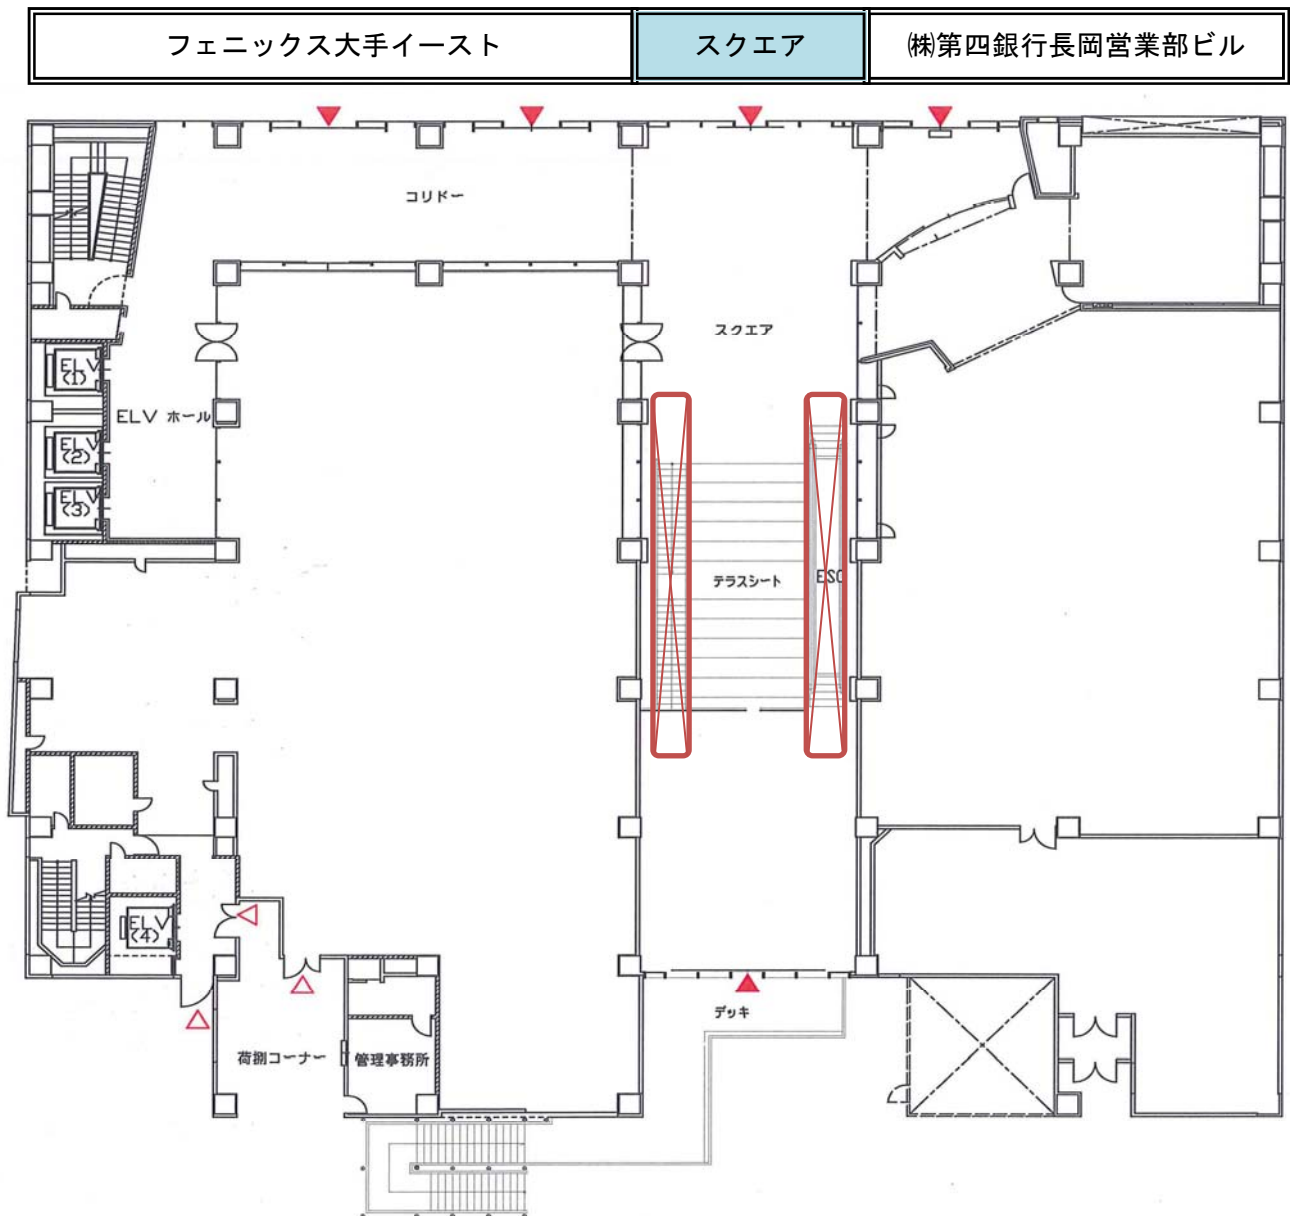 フェニックス大手イースト
スクエア
㈱第四銀行長岡営業部ビル
コリドー
スクエア
ELV
(1)
ELV ホール
ELV
(2)
ELV
(3)
テラスシート
ESC
ELV
(4)
デッキ
荷捌コーナー
管理事務所